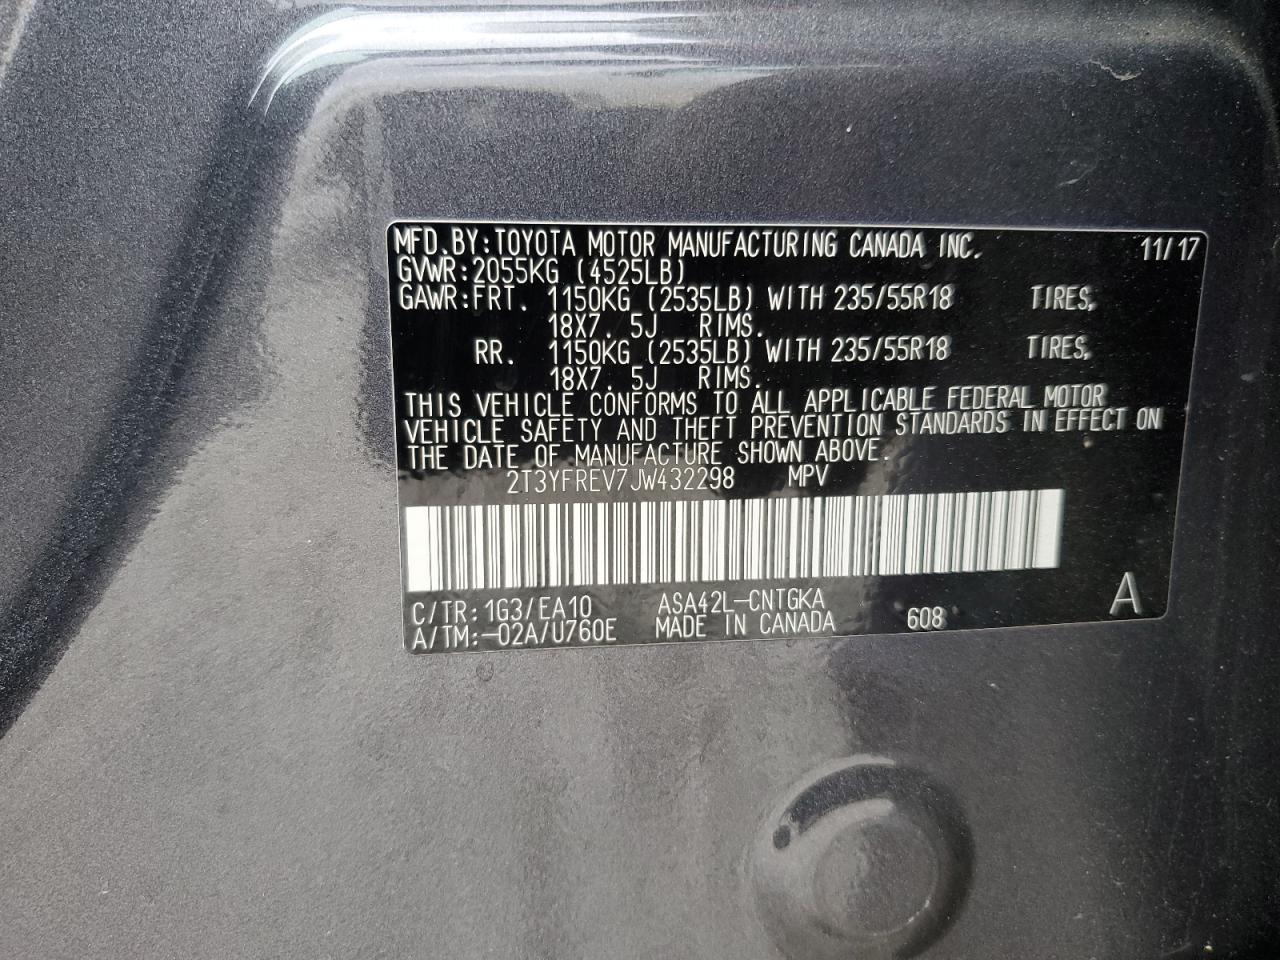 MFD.BY:TOYOTA MOTOR MANUFACTURING CANADA INC. 11/17
GVWR:2055KG (4525LB)
GAWR:FRT. 1150KG (2535LB) WITH 235/55R18 TIRES,
18X7. 5J RIMS.
RR. 1150KG (2535LB) WITH 235/55R18 TIRES,
18X7. 5J RIMS.
THIS VEHICLE CONFORMS TO ALL APPLICABLE FEDERAL MOTOR
VEHICLE SAFETY AND THEFT PREVENTION STANDARDS IN EFFECT ON
THE DATE OF MANUFACTURE SHOWN ABOVE.
2T3YFREV7JW432298 MPV
C/TR: 1G3/EA10 ASA42L-CNTGKA A
A/TM:-02A/U760E MADE IN CANADA 608